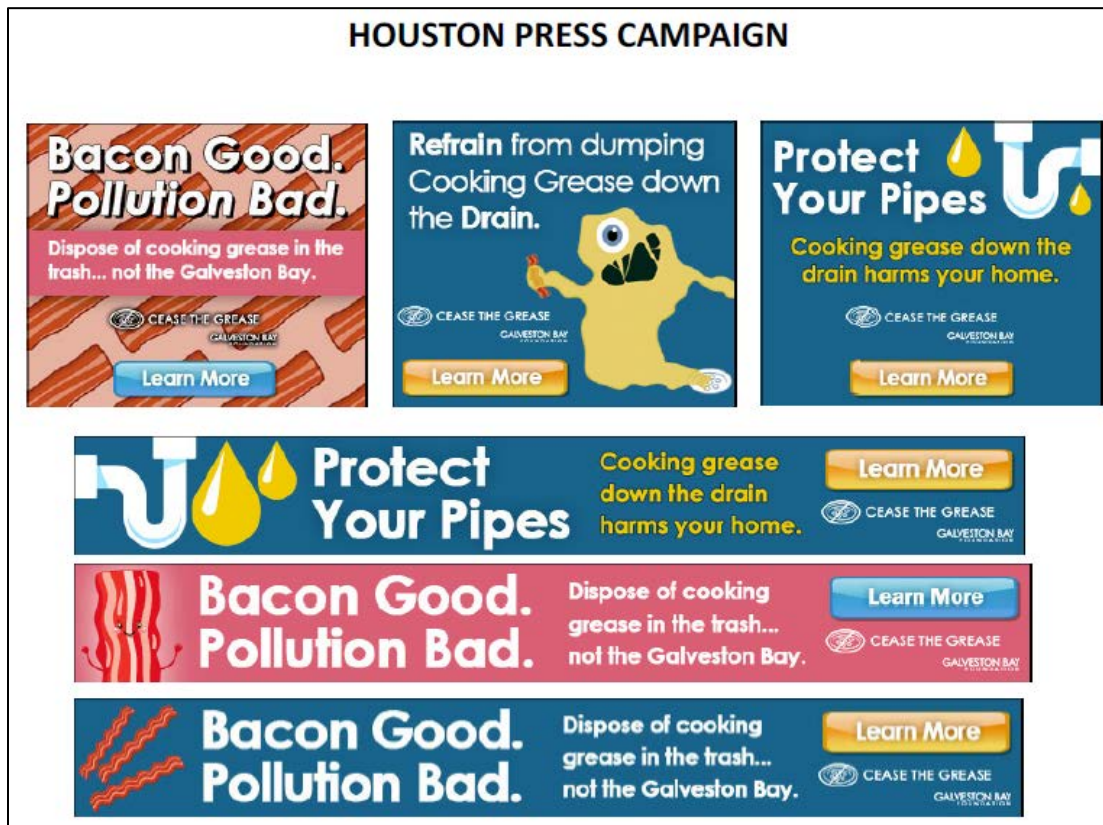 HOUSTON PRESS CAMPAIGN
Bacon Good.
Pollution Bad.
Dispose of cooking grease in the
trash... not the Galveston Bay.
CEASE THE GREASE
GALVESTON BAY
FOUNDATION
Learn More
Refrain from dumping
Cooking Grease down
the Drain.
CEASE THE GREASE
GALVESTON BAY
FOUNDATION
Learn More
Protect
Your Pipes
Cooking grease down the
drain harms your home.
CEASE THE GREASE
GALVESTON BAY
FOUNDATION
Learn More
Protect
Your Pipes
Cooking grease
down the drain
harms your home.
Learn More
CEASE THE GREASE
GALVESTON BAY
FOUNDATION
Bacon Good.
Pollution Bad.
Dispose of cooking
grease in the trash...
not the Galveston Bay.
Learn More
CEASE THE GREASE
GALVESTON BAY
FOUNDATION
Bacon Good.
Pollution Bad.
Dispose of cooking
grease in the trash...
not the Galveston Bay.
Learn More
CEASE THE GREASE
GALVESTON BAY
FOUNDATION